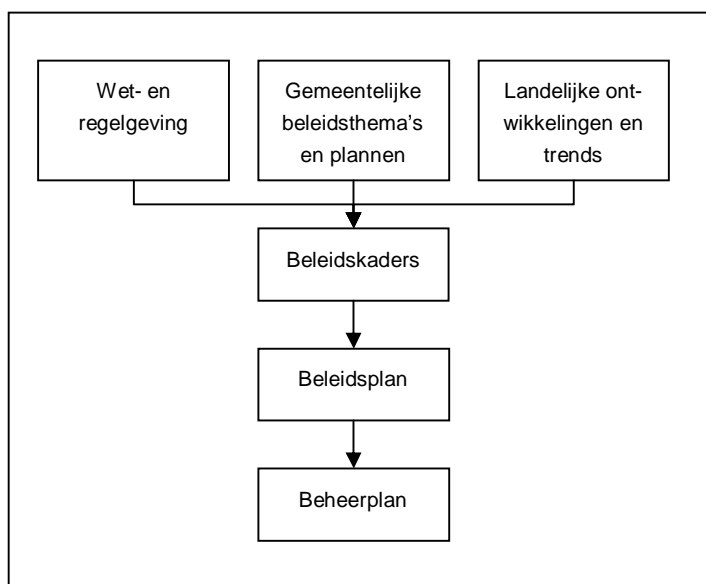 Wet- en
regelgeving
Gemeentelijke
beleidsthema's
en plannen
Landelijke ont-
wikkelingen en
trends
Beleidskaders
Beleidsplan
Beheerplan